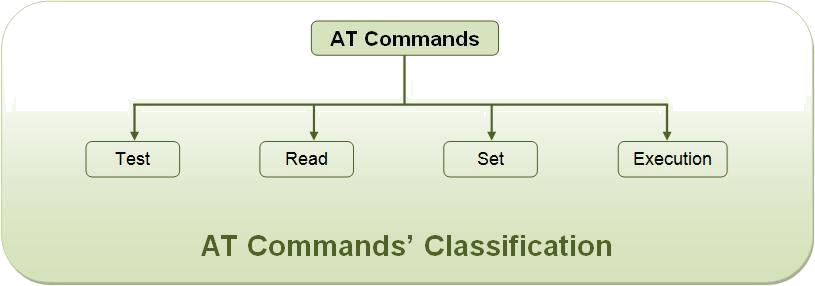 AT Commands
Test Read Set Execution
AT Commands’ Classification